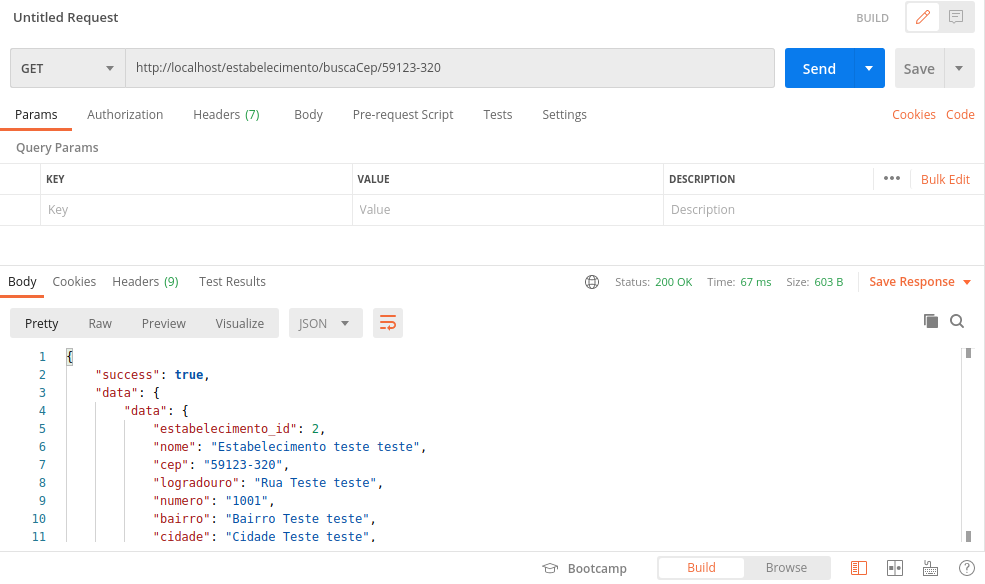 Untitled Request
BUILD
GET
http://localhost/estabelecimento/buscaCep/59123-320
Send
Save
Params Authorization Headers (7) Body Pre-request Script Tests Settings Cookies Code
Query Params
KEY VALUE DESCRIPTION ••• Bulk Edit
Key Value Description
Body Cookies Headers (9) Test Results Status: 200 OK Time: 67 ms Size: 603 B Save Response
Pretty Raw Preview Visualize JSON
1 {
2 "success": true,
3 "data": {
4 "data": {
5 "estabelecimento_id": 2,
6 "nome": "Estabelecimento teste teste",
7 "cep": "59123-320",
8 "logradouro": "Rua Teste teste",
9 "numero": "1001",
10 "bairro": "Bairro Teste teste",
11 "cidade": "Cidade Teste teste",
Bootcamp Build Browse ?